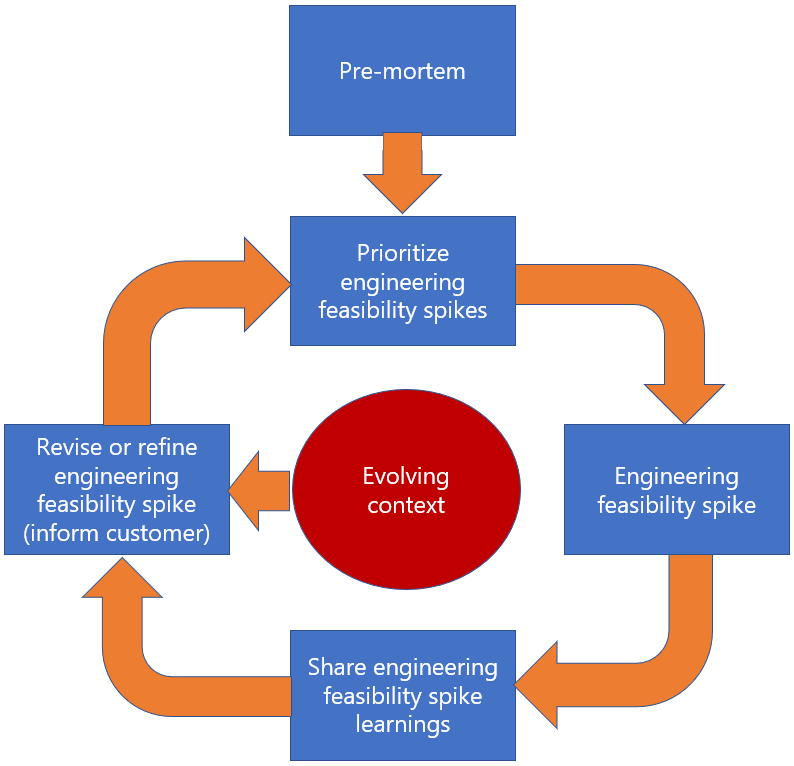 Pre-mortem
Prioritize
engineering
feasibility spikes
Revise or refine
engineering
feasibility spike
(inform customer)
Evolving
context
Engineering
feasibility spike
Share engineering
feasibility spike
learnings